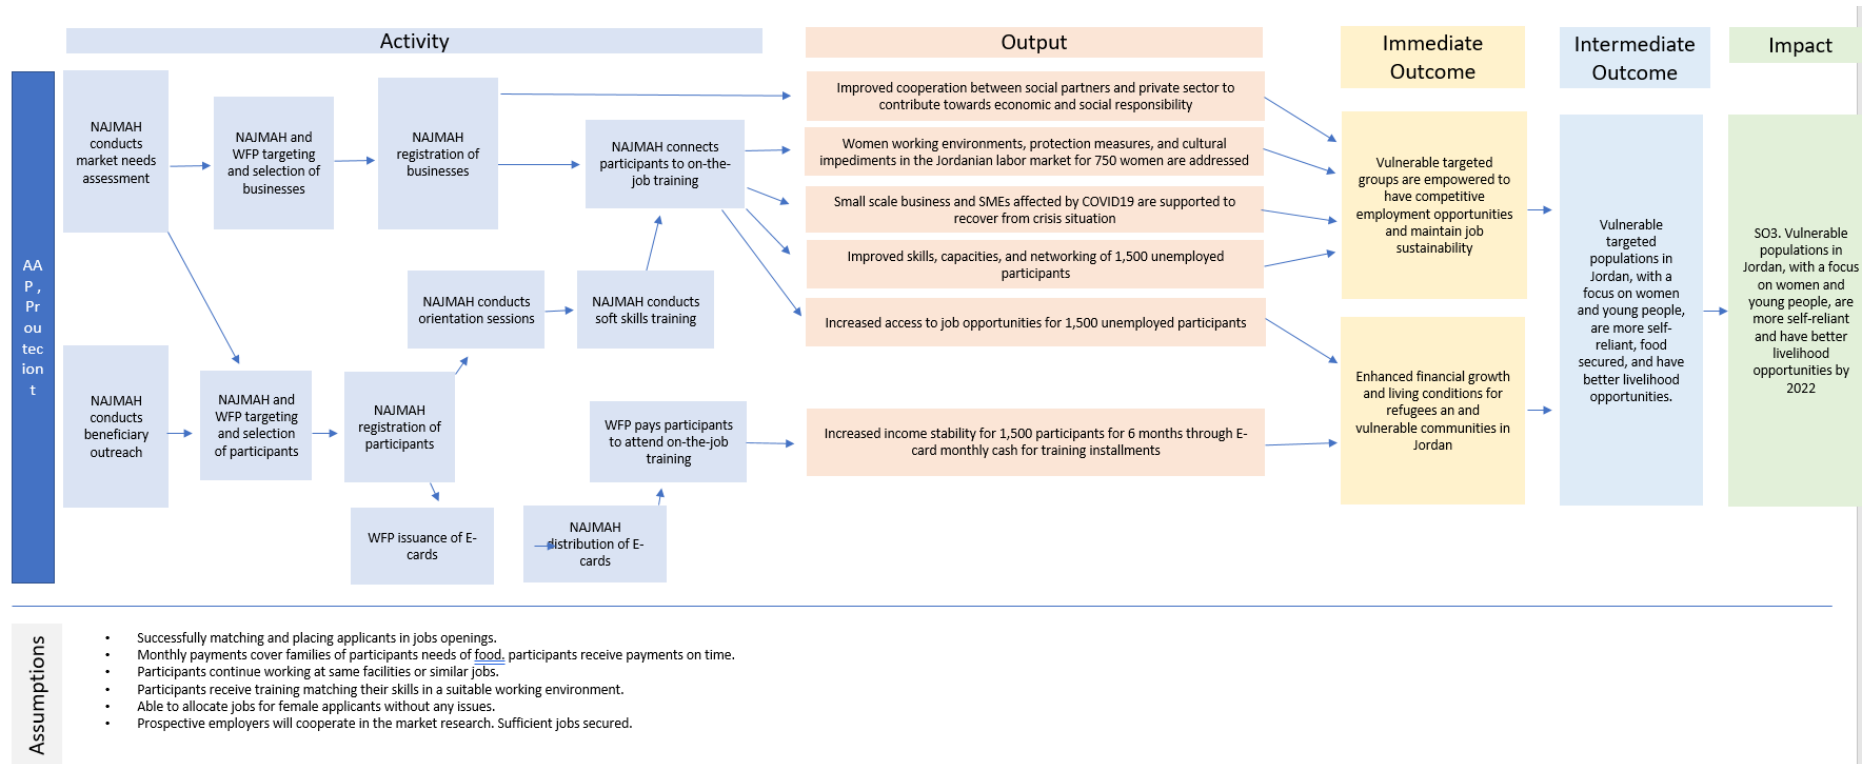 Activity
Output
Immediate
Outcome
Intermediate
Outcome
Impact
AA
P ,
Pr
ou
tec
ion
t
NAJMAH
conducts
market needs
assessment
NAJMAH and
WFP targeting
and selection of
businesses
NAJMAH
registration of
businesses
NAJMAH connects
participants to on-the-
job training
NAJMAH conducts
orientation sessions
NAJMAH conducts
soft skills training
NAJMAH
conducts
beneficiary
outreach
NAJMAH and
WFP targeting
and selection
of participants
NAJMAH
registration of
participants
WFP pays participants
to attend on-the-job
training
WFP issuance of E-
cards
NAJMAH
distribution of E-
cards
Improved cooperation between social partners and private sector to
contribute towards economic and social responsibility
Women working environments, protection measures, and cultural
impediments in the Jordanian labor market for 750 women are addressed
Small scale business and SMEs affected by COVID19 are supported to
recover from crisis situation
Improved skills, capacities, and networking of 1,500 unemployed
participants
Increased access to job opportunities for 1,500 unemployed participants
Increased income stability for 1,500 participants for 6 months through E-
card monthly cash for training installments
Vulnerable targeted
groups are empowered to
have competitive
employment opportunities
and maintain job
sustainability
Enhanced financial growth
and living conditions for
refugees an and
vulnerable communities in
Jordan
Vulnerable
targeted
populations in
Jordan, with a
focus on women
and young people,
are more self-
reliant, food
secured, and have
better livelihood
opportunities.
SO3. Vulnerable
populations in
Jordan, with a focus
on women and
young people, are
more self-reliant
and have better
livelihood
opportunities by
2022
Assumptions
• Successfully matching and placing applicants in jobs openings.
• Monthly payments cover families of participants needs of food. participants receive payments on time.
• Participants continue working at same facilities or similar jobs.
• Participants receive training matching their skills in a suitable working environment.
• Able to allocate jobs for female applicants without any issues.
• Prospective employers will cooperate in the market research. Sufficient jobs secured.